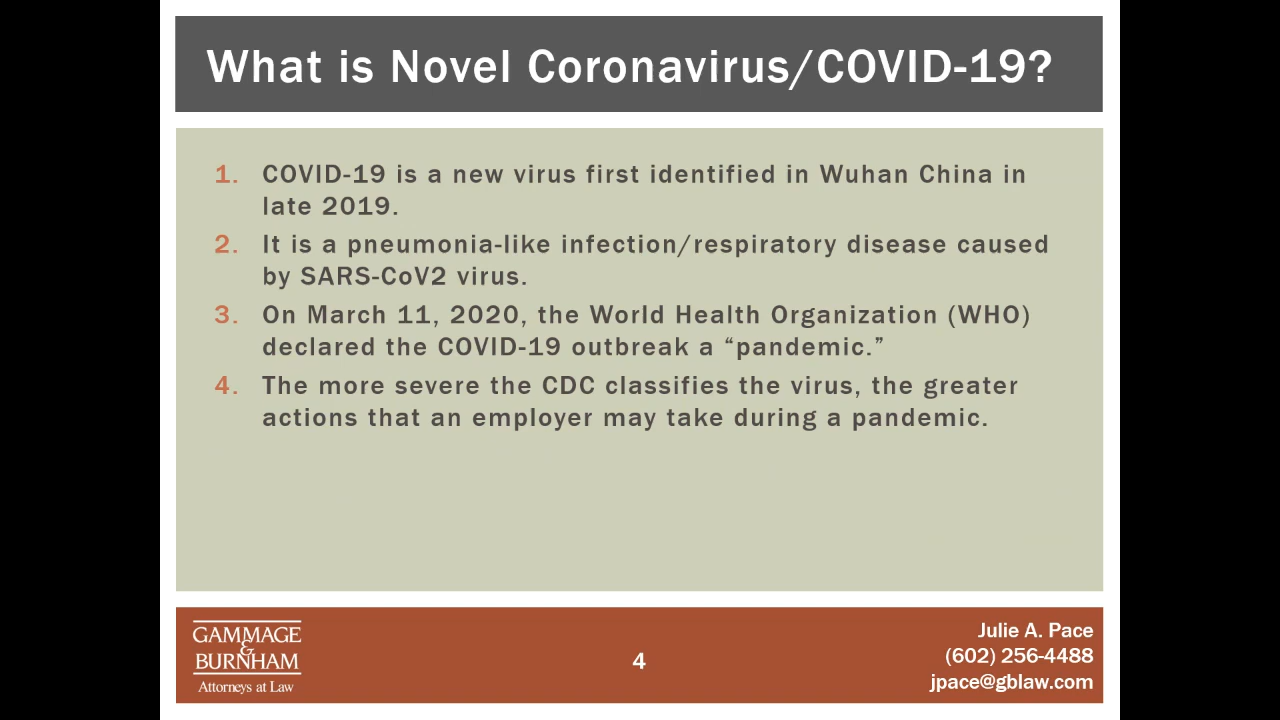 What is Novel Coronavirus/COVID-19?
1. COVID-19 is a new virus first identified in Wuhan China in
late 2019.
2. It is a pneumonia-like infection/respiratory disease caused
by SARS-CoV2 virus.
3. On March 11, 2020, the World Health Organization (WHO)
declared the COVID-19 outbreak a “pandemic.”
4. The more severe the CDC classifies the virus, the greater
actions that an employer may take during a pandemic.
GAMMAGE
&
BURNHAM
Attorneys at Law
4
Julie A. Pace
(602) 256-4488
jpace@gblaw.com